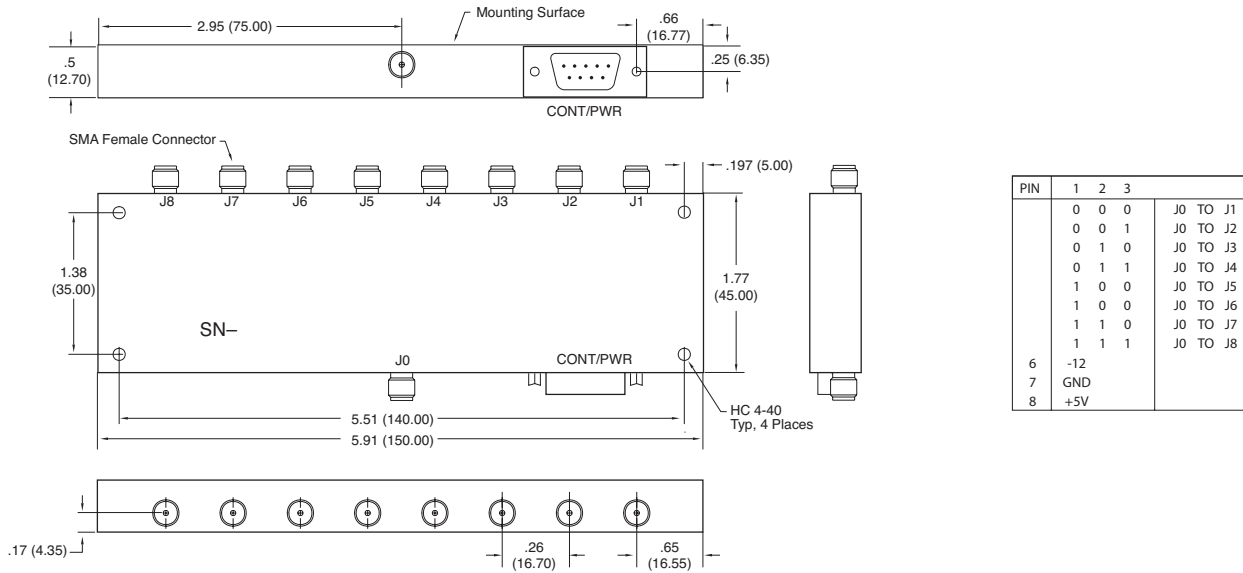 2.95 (75.00)
Mounting Surface
.66
(16.77)
.5
(12.70)
.25 (6.35)
CONT/PWR
SMA Female Connector
.197 (5.00)
J8 J7 J6 J5 J4 J3 J2 J1
1.38
(35.00)
1.77
(45.00)
SN–
J0
CONT/PWR
HC 4-40
Typ, 4 Places
5.51 (140.00)
5.91 (150.00)
.17 (4.35)
.26
(16.70)
.65
(16.55)
PIN 1 2 3
0 0 0 J0 TO J1
0 0 1 J0 TO J2
0 1 0 J0 TO J3
0 1 1 J0 TO J4
1 0 0 J0 TO J5
1 0 0 J0 TO J6
1 1 0 J0 TO J7
1 1 1 J0 TO J8
6 -12
7 GND
8 +5V